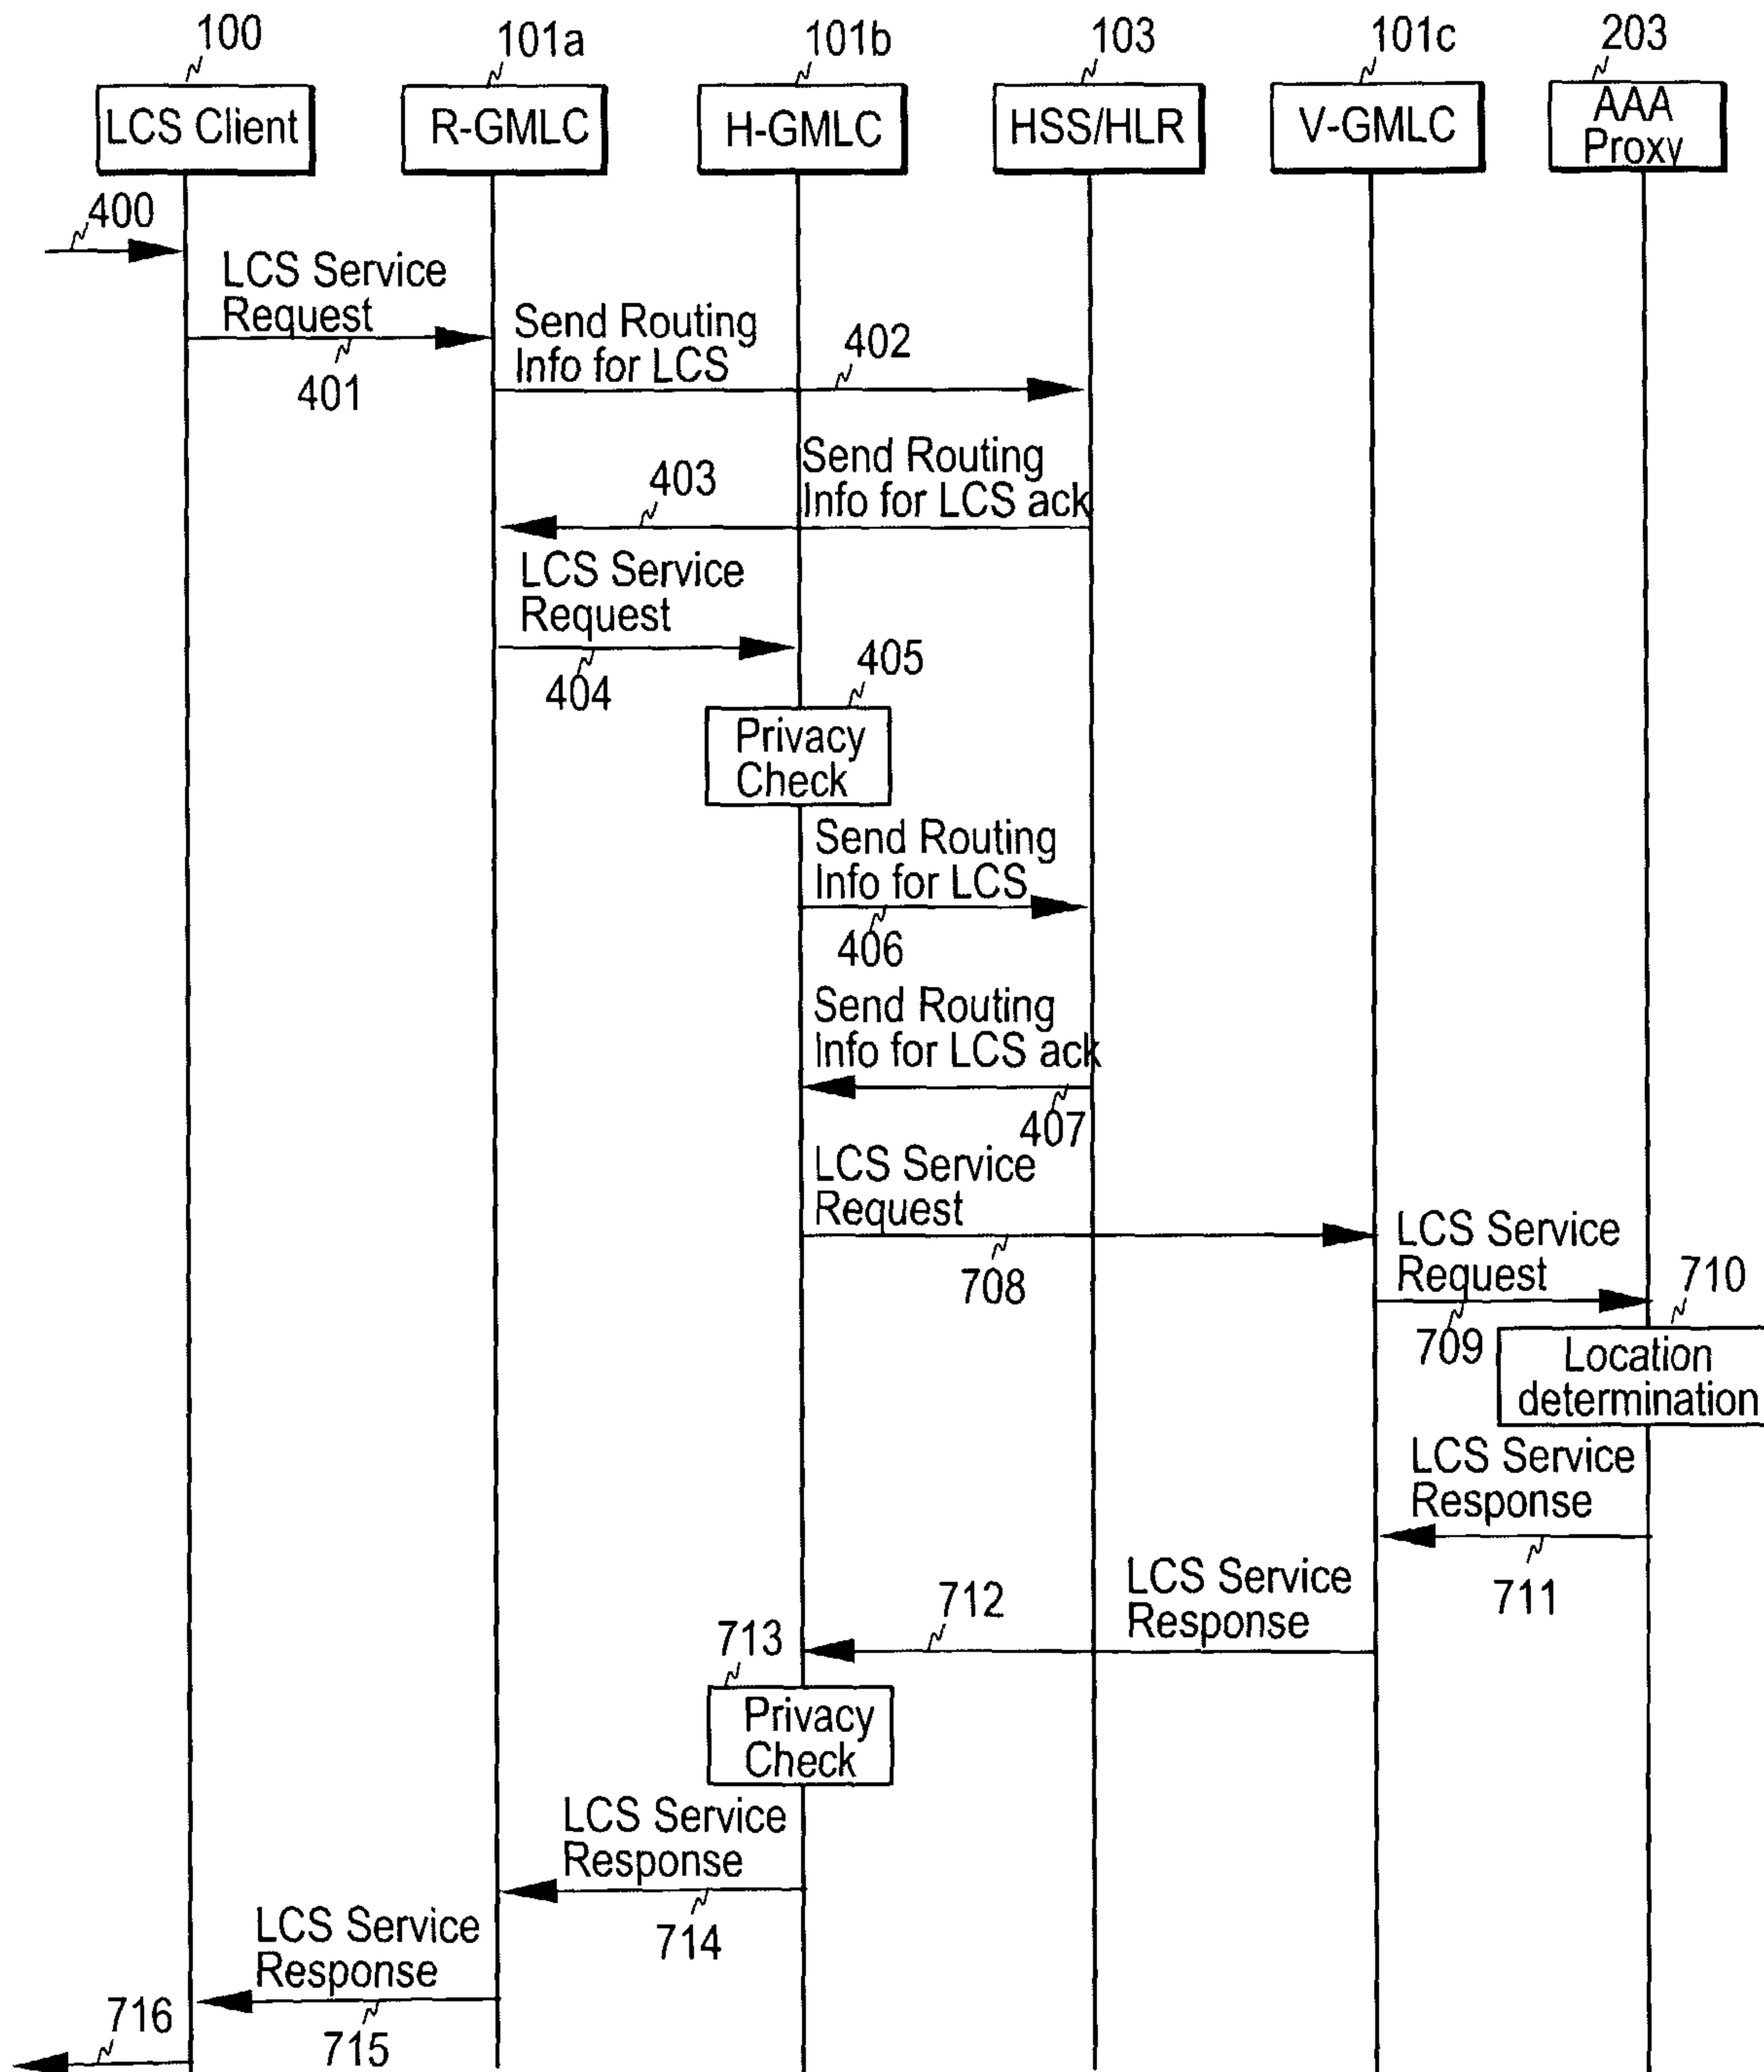 100
101a
101b
103
101c
203
LCS Client
R-GMLC
H-GMLC
HSS/HLR
V-GMLC
AAA
Proxy
400
LCS Service
Request
401
Send Routing
Info for LCS
402
Send Routing
Info for LCS ack
403
LCS Service
Request
404
405
Privacy
Check
Send Routing
Info for LCS
406
Send Routing
Info for LCS ack
407
LCS Service
Request
708
LCS Service
Request
709
710
Location
determination
LCS Service
Response
711
LCS Service
Response
712
713
Privacy
Check
LCS Service
Response
714
LCS Service
Response
715
716